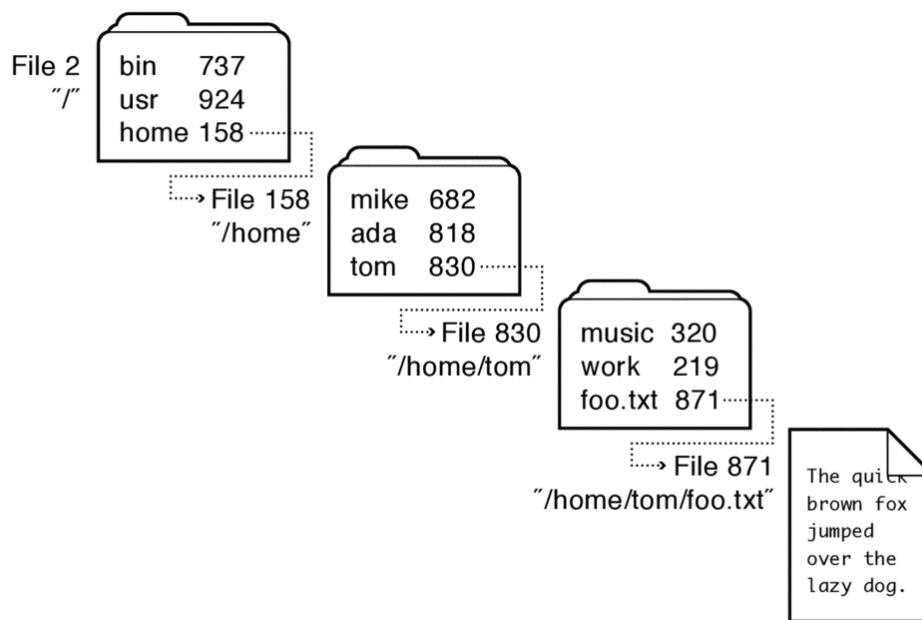 File 2
"/"
bin 737
usr 924
home 158
File 158
"/home"
mike 682
ada 818
tom 830
File 830
"/home/tom"
music 320
work 219
foo.txt 871
File 871
"/home/tom/foo.txt"
The quick
brown fox
jumped
over the
lazy dog.